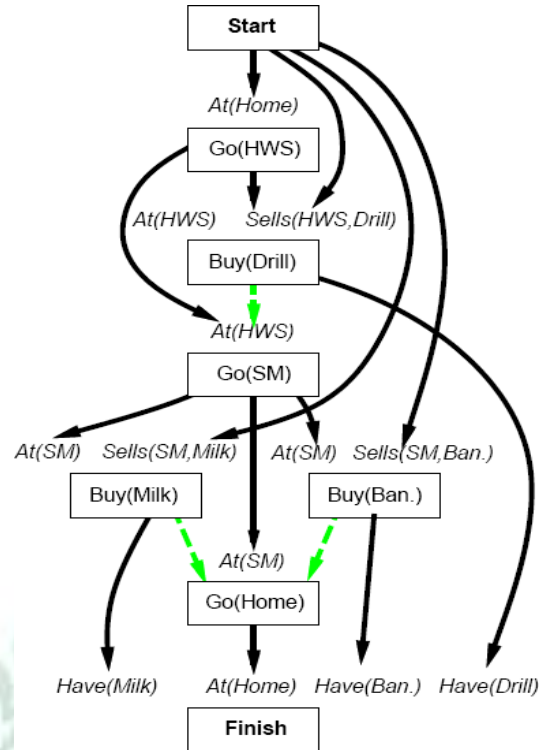 Start
At(Home)
Go(HWS)
At(HWS) Sells(HWS,Drill)
Buy(Drill)
At(HWS)
Go(SM)
At(SM) Sells(SM,Milk) At(SM) Sells(SM,Ban.)
Buy(Milk) Buy(Ban.)
At(SM)
Go(Home)
Have(Milk) At(Home) Have(Ban.) Have(Drill)
Finish